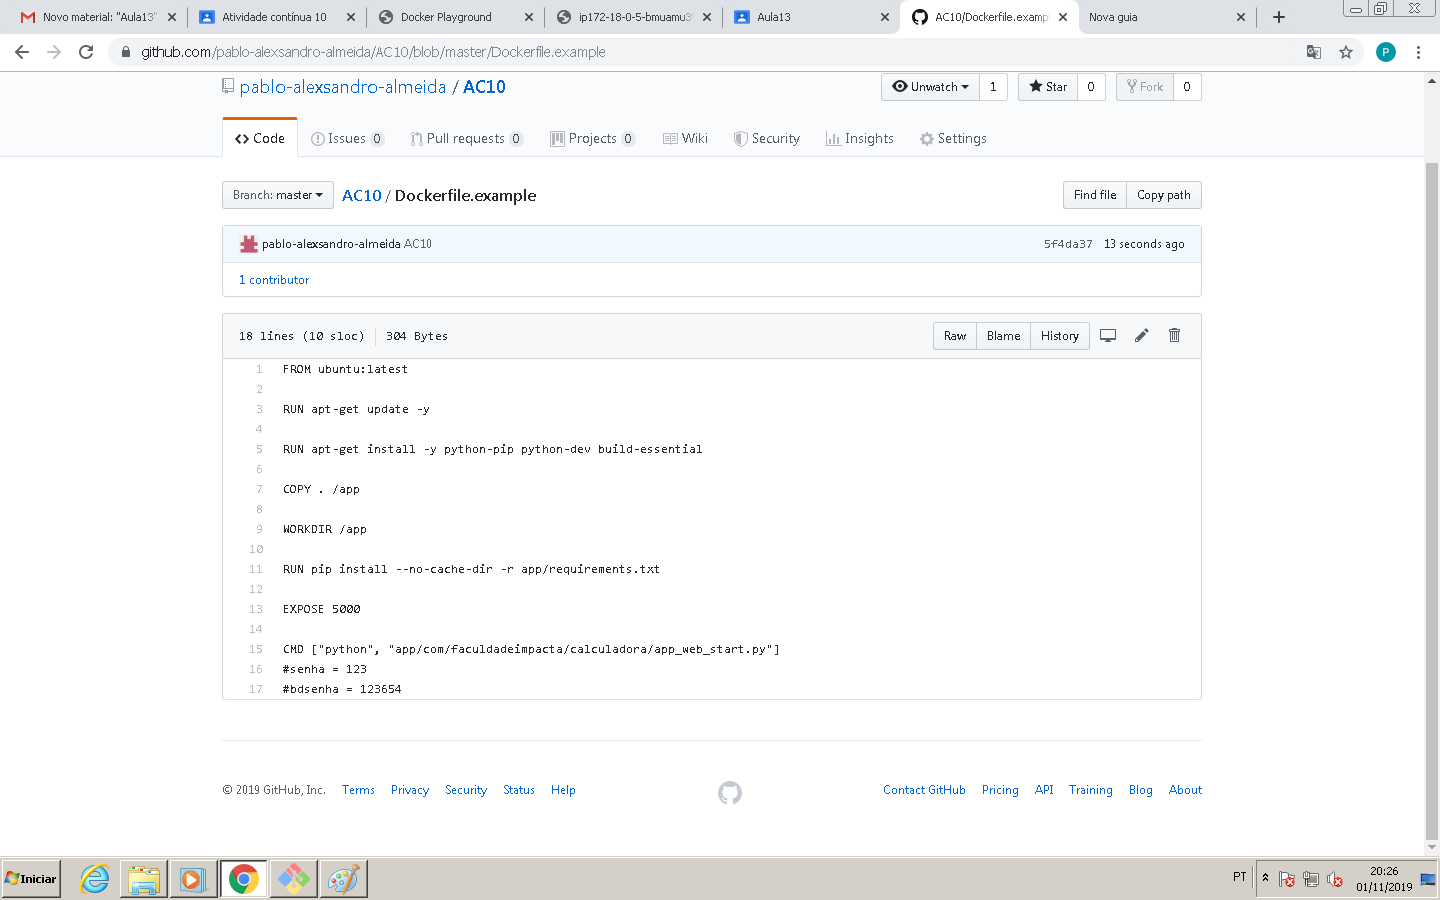 Novo material: "Aula13"
Atividade contínua 10
Docker Playground
ip172-18-0-5-bmuamu3
Aula13
AC10/Dockerfile.exampl
Nova guia
github.com/pablo-alexsandro-almeida/AC10/blob/master/Dockerfile.example
P
pablo-alexsandro-almeida / AC10
Unwatch 1
Star 0
Fork 0
Code
Issues 0
Pull requests 0
Projects 0
Wiki
Security
Insights
Settings
Branch: master
AC10 / Dockerfile.example
Find file
Copy path
pablo-alexsandro-almeida AC10
5f4da37 13 seconds ago
1 contributor
18 lines (10 sloc) 304 Bytes
Raw
Blame
History
1 FROM ubuntu:latest
2
3 RUN apt-get update -y
4
5 RUN apt-get install -y python-pip python-dev build-essential
6
7 COPY . /app
8
9 WORKDIR /app
10
11 RUN pip install --no-cache-dir -r app/requirements.txt
12
13 EXPOSE 5000
14
15 CMD ["python", "app/com/faculdadeimpacta/calculadora/app_web_start.py"]
16 #senha = 123
17 #bdsenha = 123654
© 2019 GitHub, Inc. Terms Privacy Security Status Help
Contact GitHub Pricing API Training Blog About
Iniciar
PT
20:26
01/11/2019